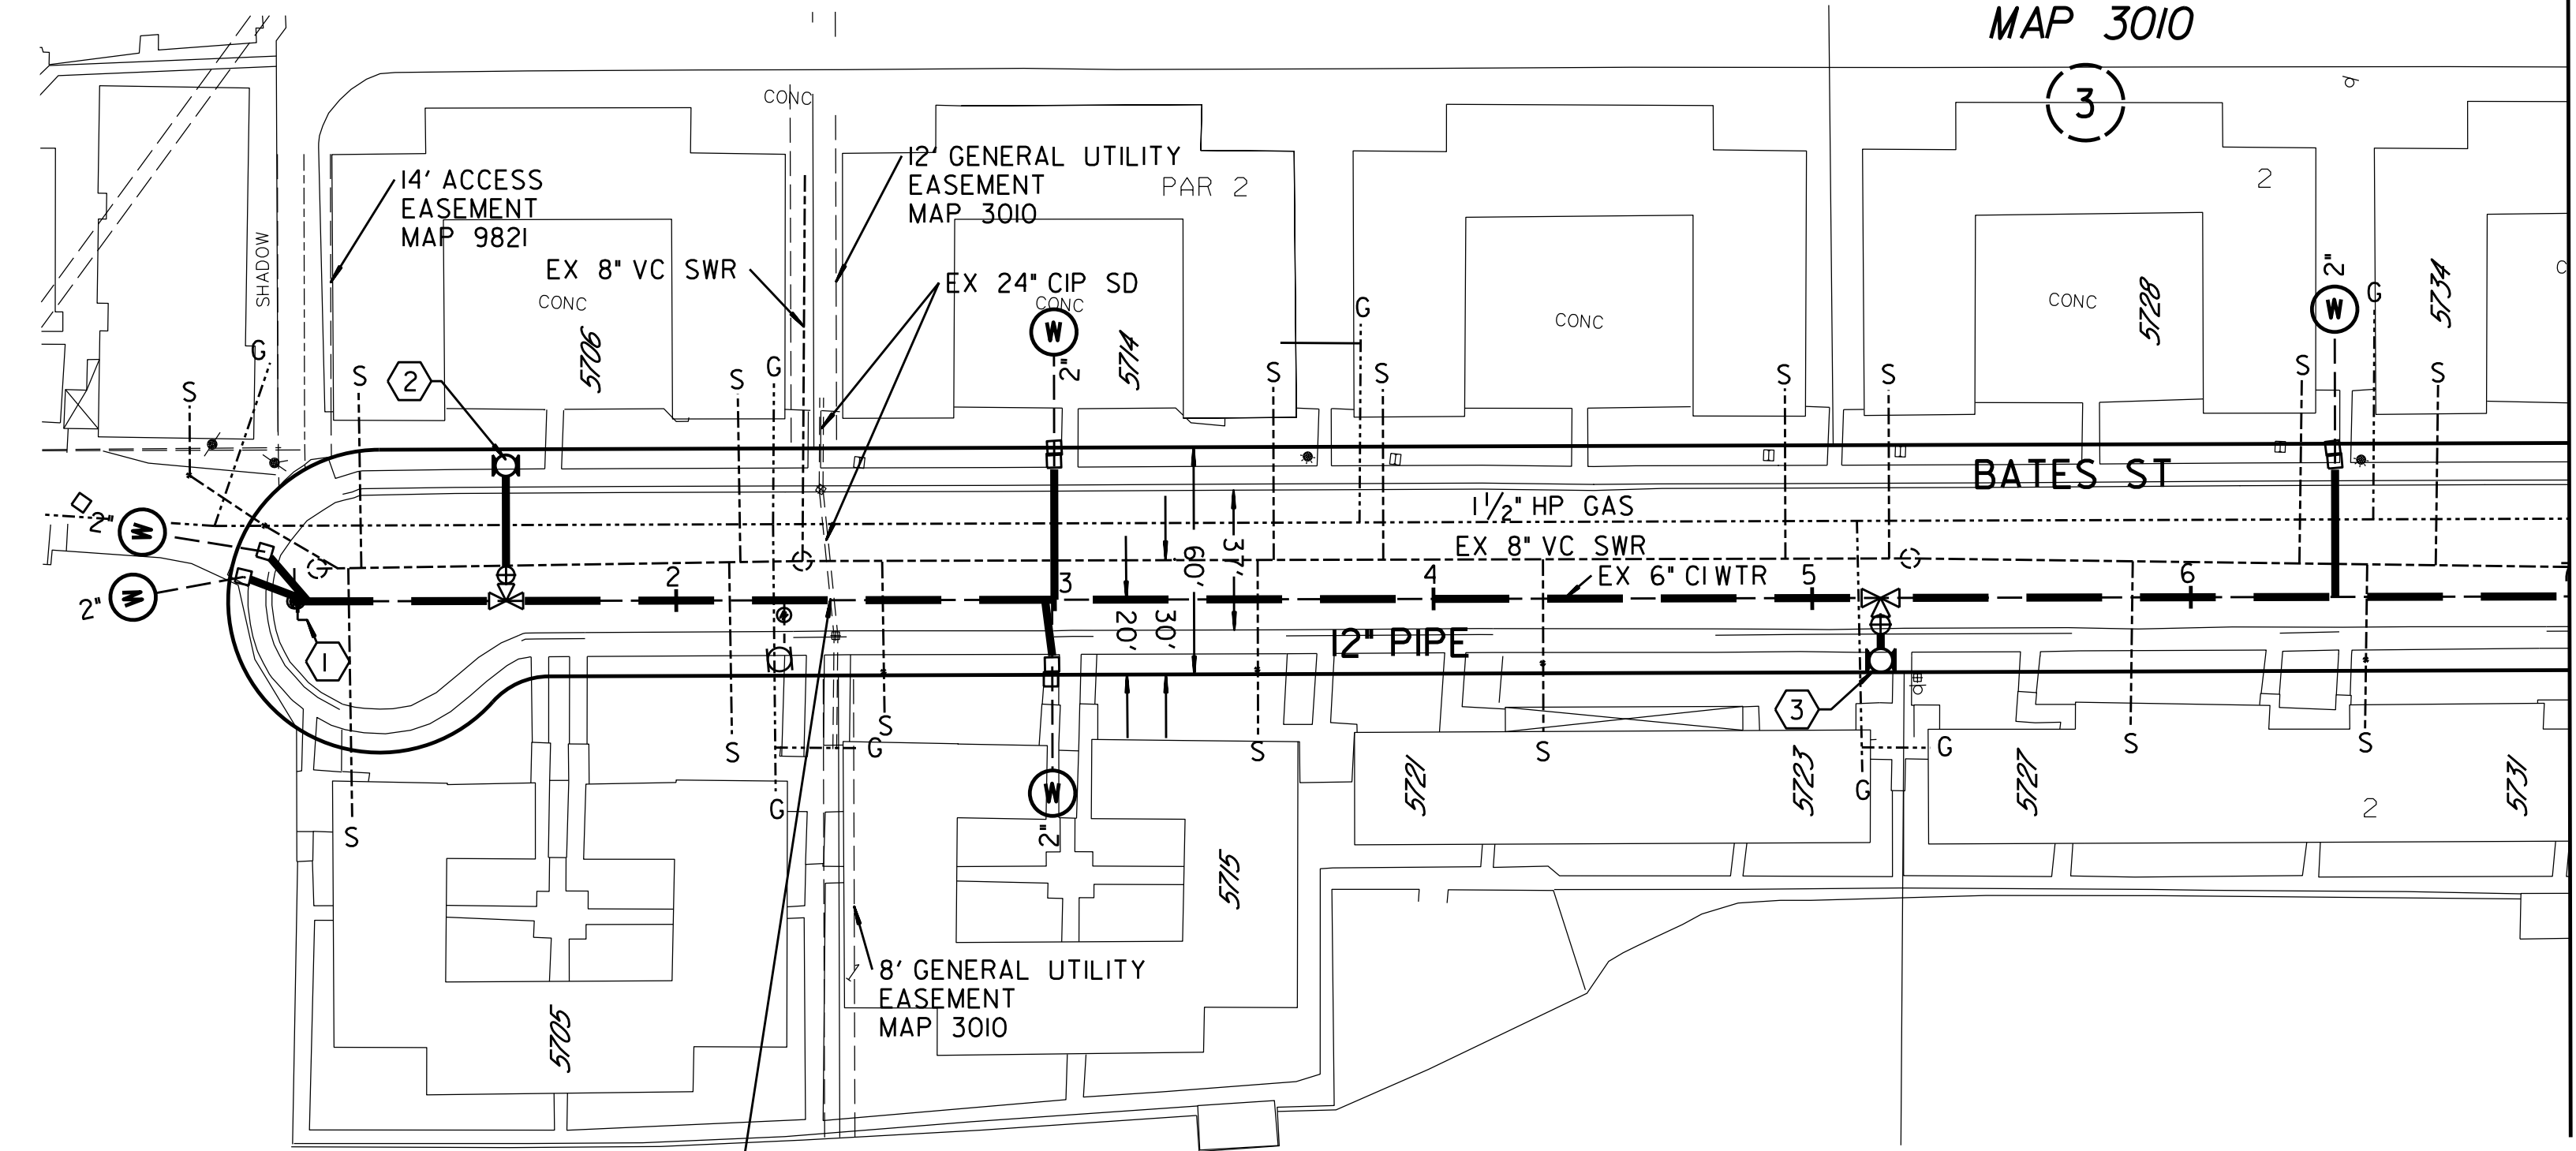 MAP 3010
3
CONC
14' ACCESS
EASEMENT
MAP 9821
12' GENERAL UTILITY
EASEMENT
MAP 3010
PAR 2
2
SHADOW
EX 8" VC SWR
EX 24" CIP SD
CONC
CONC
CONC
CONC
5706
5714
5728
5734
2"
W
G
W
2"
G
G
G
S
S
S
S
S
S
S
S
S
2
BATES ST
1 1/2" HP GAS
EX 8" VC SWR
EX 6" CI WTR
2"
W
2"
W
2
3
4
5
6
37'
60'
20'
30'
12" PIPE
1
3
S
S
S
S
S
S
S
G
G
G
G
W
2"
5721
5723
5727
5731
2
5715
5705
8' GENERAL UTILITY
EASEMENT
MAP 3010